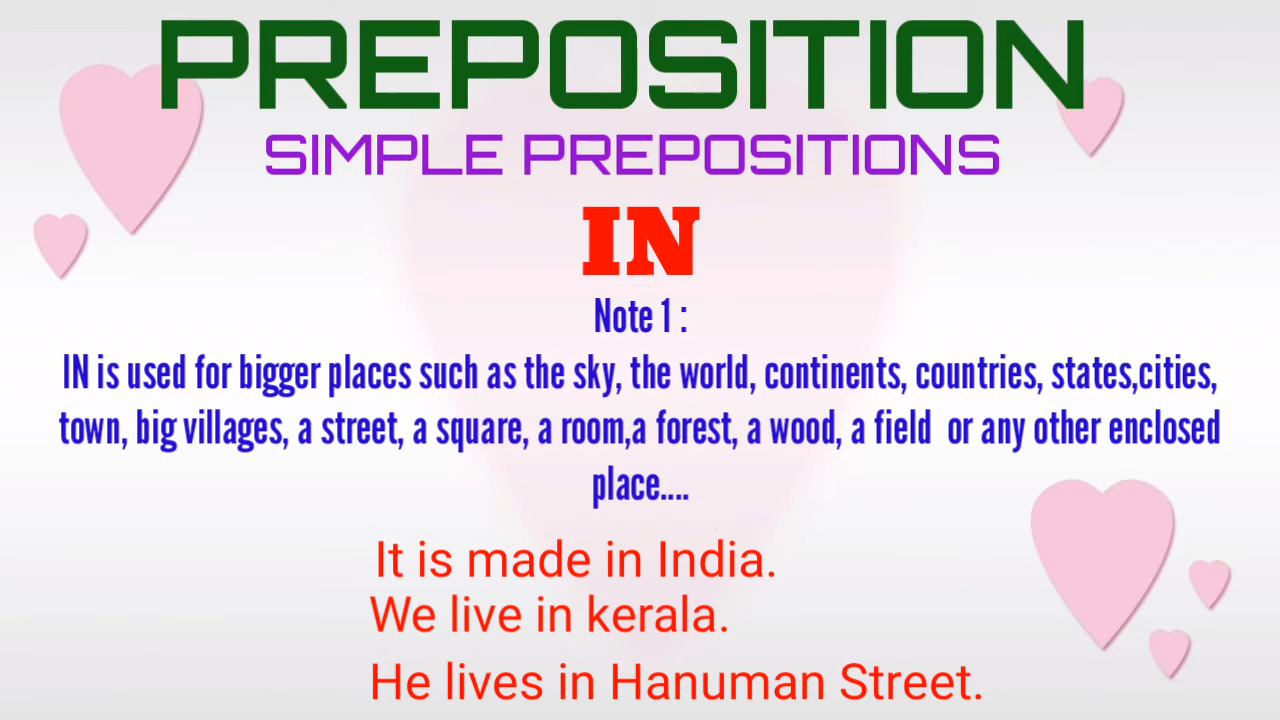 PREPOSITION
SIMPLE PREPOSITIONS
IN
Note 1 :
IN is used for bigger places such as the sky, the world, continents, countries, states,cities,
town, big villages, a street, a square, a room,a forest, a wood, a field or any other enclosed
place....
It is made in India.
We live in kerala.
He lives in Hanuman Street.